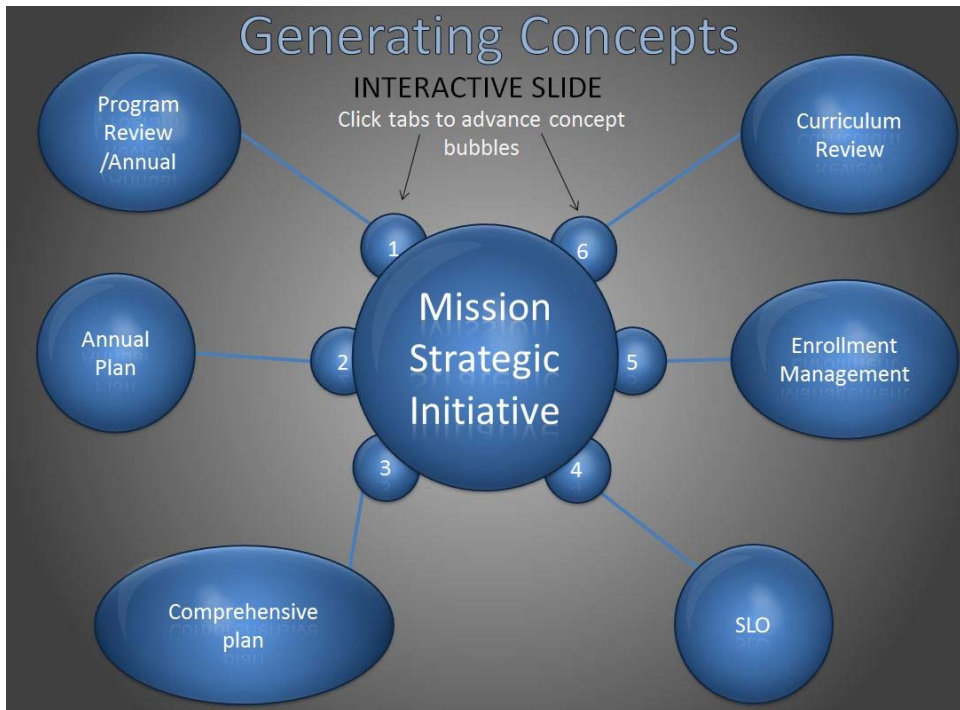 Generating Concepts
INTERACTIVE SLIDE
Click tabs to advance concept
bubbles
Program
Review
/Annual
Curriculum
Review
1
6
Mission
Strategic
Initiative
Annual
Plan
2
5
Enrollment
Management
3
4
Comprehensive
plan
SLO